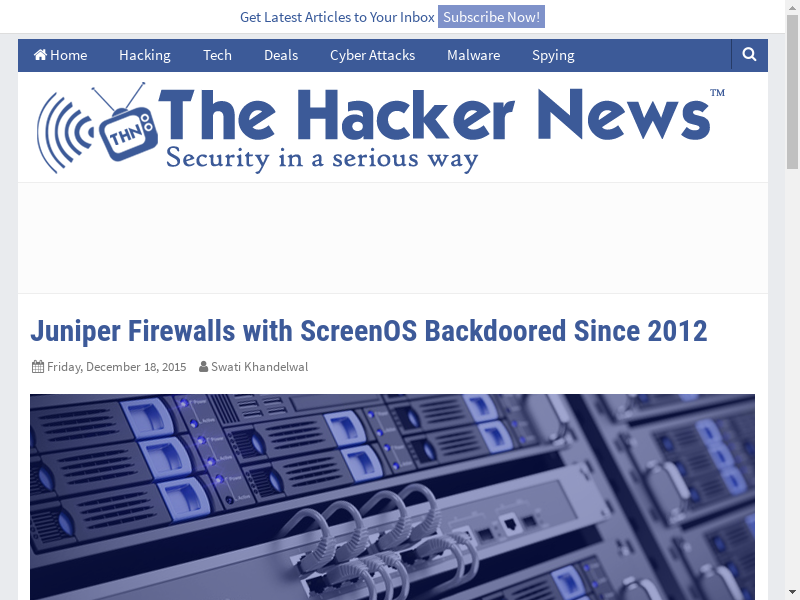 Get Latest Articles to Your Inbox Subscribe Now!
Home Hacking Tech Deals Cyber Attacks Malware Spying
THN
The Hacker News™
Security in a serious way
Juniper Firewalls with ScreenOS Backdoored Since 2012
Friday, December 18, 2015 Swati Khandelwal